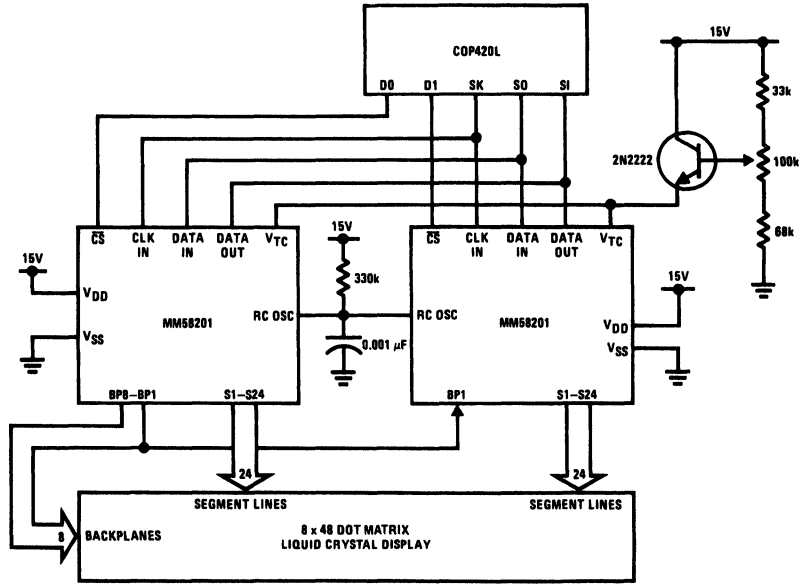 COP420L
D0 D1 SK SO SI
15V
33k
100k
68k
2N2222
C̅S̅ CLK IN DATA IN DATA OUT VTC
15V
VDD
VSS
MM58201
RC OSC
BP8–BP1 S1–S24
15V
330k
0.001 µF
C̅S̅ CLK IN DATA IN DATA OUT VTC
RC OSC
MM58201
15V
VDD
VSS
BP1 S1–S24
24
24
SEGMENT LINES
SEGMENT LINES
8
BACKPLANES
8 x 48 DOT MATRIX
LIQUID CRYSTAL DISPLAY